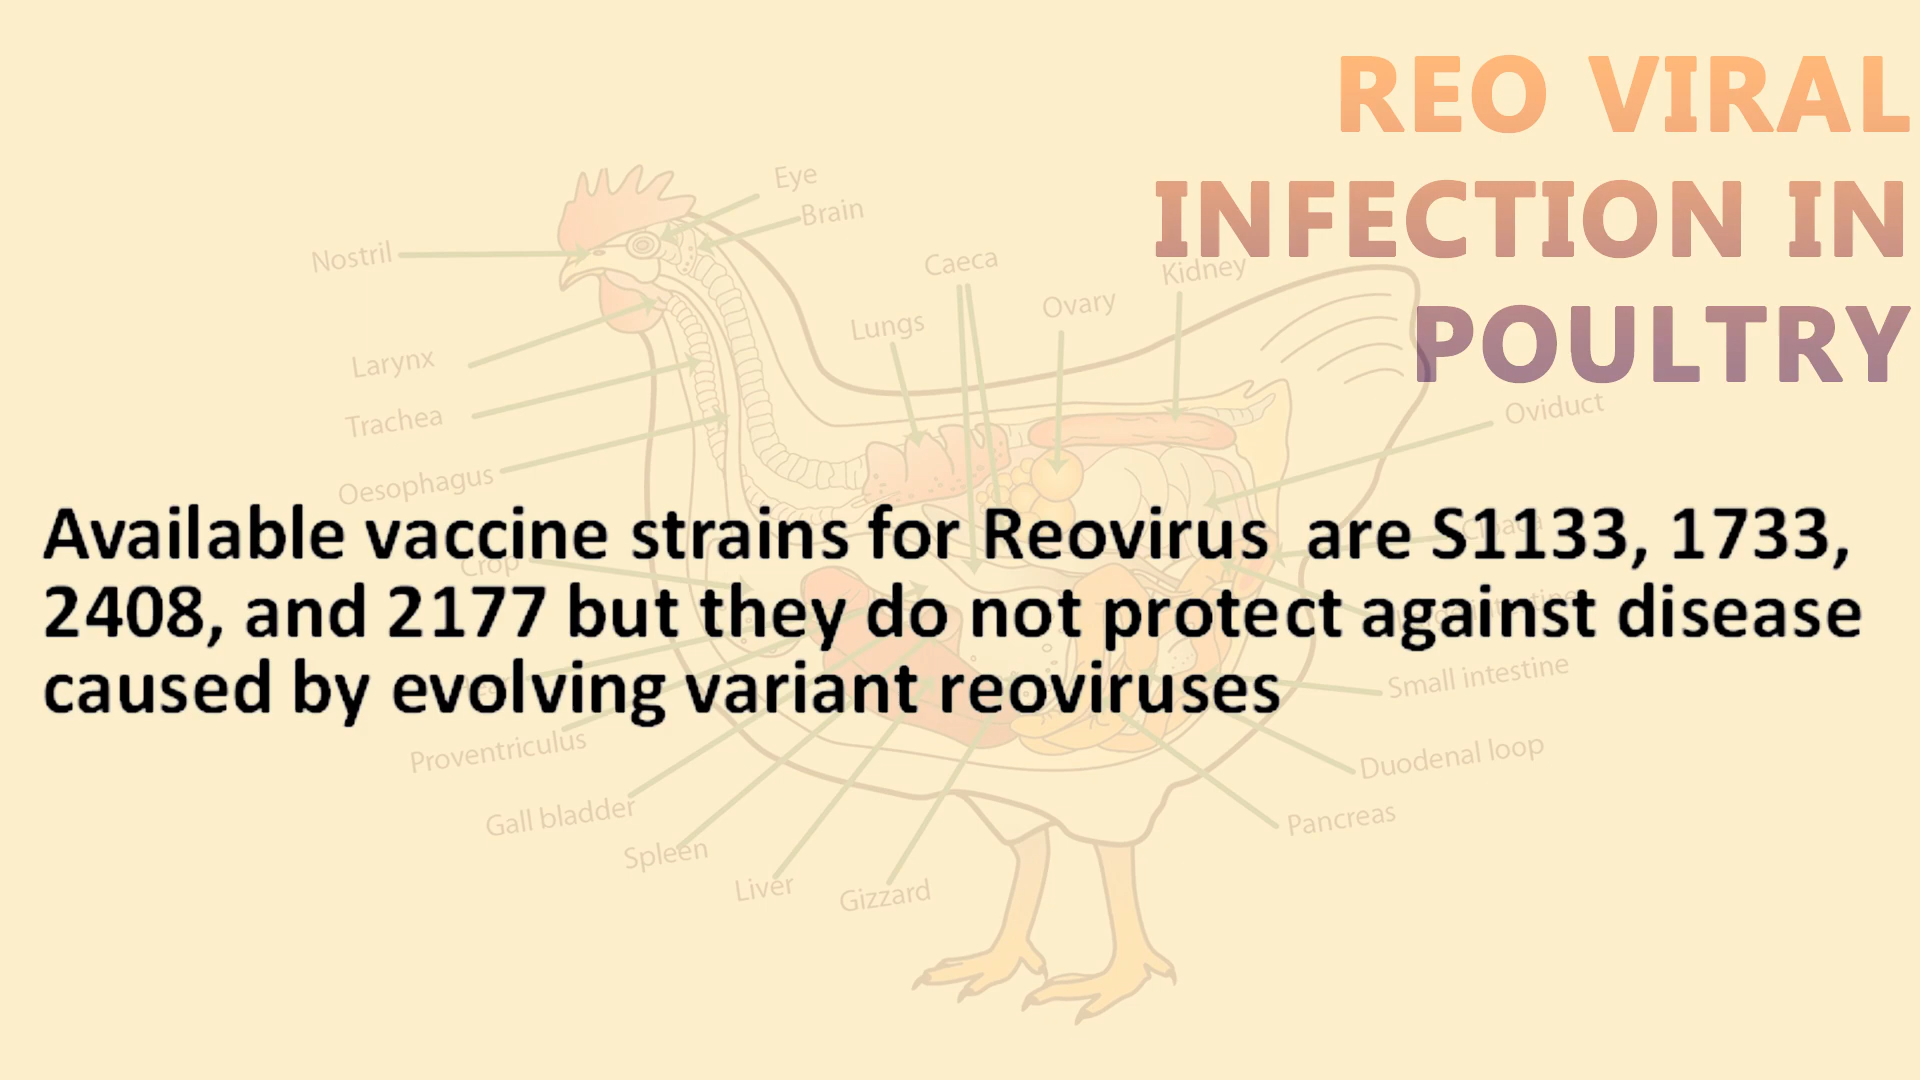 REO VIRAL
INFECTION IN
POULTRY
Eye
Brain
Nostril
Caeca
Kidney
Ovary
Lungs
Larynx
Trachea
Oviduct
Oesophagus
Available vaccine strains for Reovirus are S1133, 1733,
Cloaca
Crop
2408, and 2177 but they do not protect against disease
caused by evolving variant reoviruses
Small intestine
Proventriculus
Duodenal loop
Gall bladder
Pancreas
Spleen
Liver
Gizzard